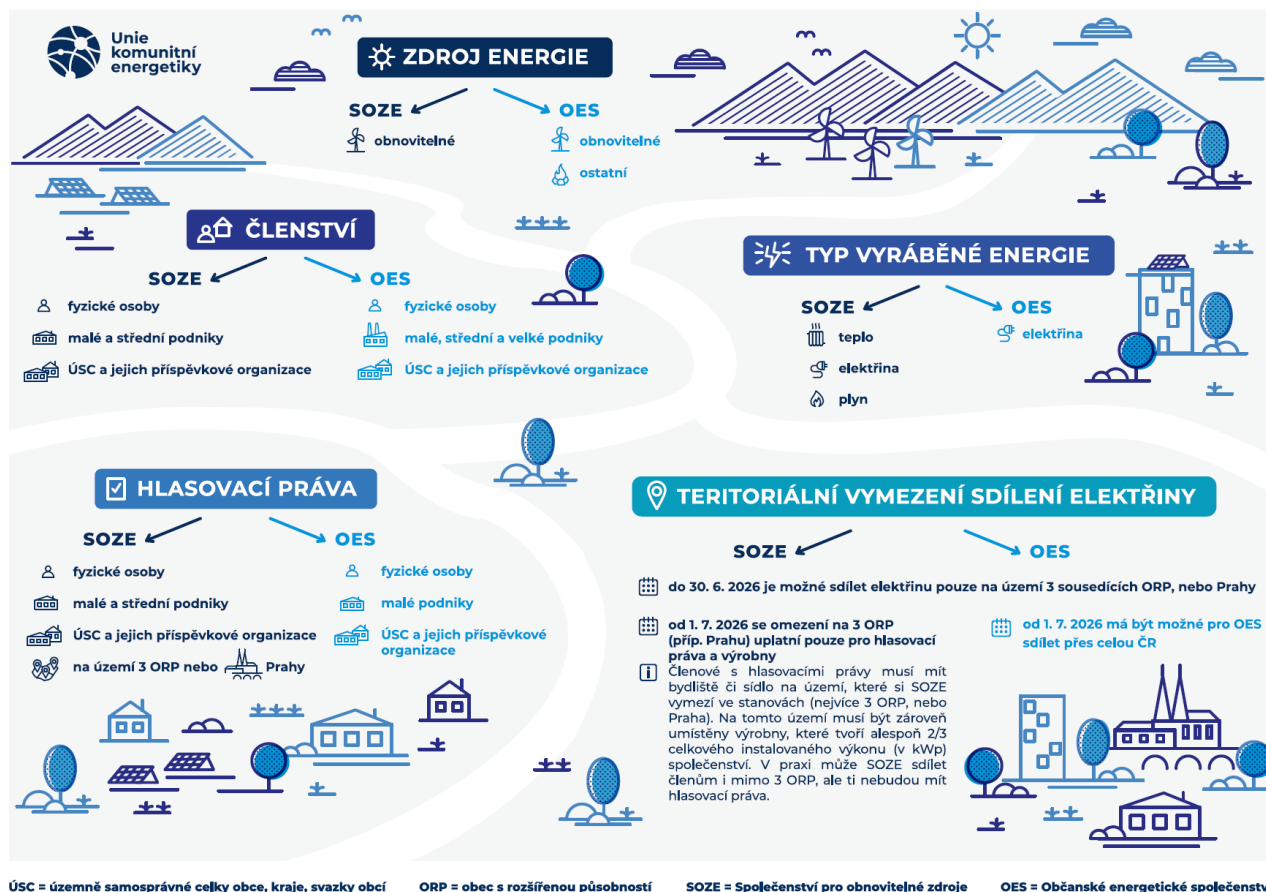 Unie
komunitní
energetiky
ZDROJ ENERGIE
SOZE
obnovitelné
OES
obnovitelné
ostatní
ČLENSTVÍ
SOZE
fyzické osoby
malé a střední podniky
ÚSC a jejich příspěvkové organizace
OES
fyzické osoby
malé, střední a velké podniky
ÚSC a jejich příspěvkové organizace
TYP VYRÁBĚNÉ ENERGIE
SOZE
teplo
elektřina
plyn
OES
elektřina
HLASOVACÍ PRÁVA
SOZE
fyzické osoby
malé a střední podniky
ÚSC a jejich příspěvkové organizace
na území 3 ORP nebo Prahy
OES
fyzické osoby
malé podniky
ÚSC a jejich příspěvkové
organizace
TERITORIÁLNÍ VYMEZENÍ SDÍLENÍ ELEKTŘINY
SOZE
OES
do 30. 6. 2026 je možné sdílet elektřinu pouze na území 3 sousedících ORP, nebo Prahy
od 1. 7. 2026 se omezení na 3 ORP
(příp. Prahu) uplatní pouze pro hlasovací
práva a výrobny
Členové s hlasovacími právy musí mít
bydliště či sídlo na území, které si SOZE
vymezí ve stanovách (nejvíce 3 ORP, nebo
Praha). Na tomto území musí být zároveň
umístěny výrobny, které tvoří alespoň 2/3
celkového instalovaného výkonu (v kWp)
společenství. V praxi může SOZE sdílet
členům i mimo 3 ORP, ale ti nebudou mít
hlasovací práva.
od 1. 7. 2026 má být možné pro OES
sdílet přes celou ČR
ÚSC = územně samosprávné celky obce, kraje, svazky obcí
ORP = obec s rozšířenou působností
SOZE = Společenství pro obnovitelné zdroje
OES = Občanské energetické společenství